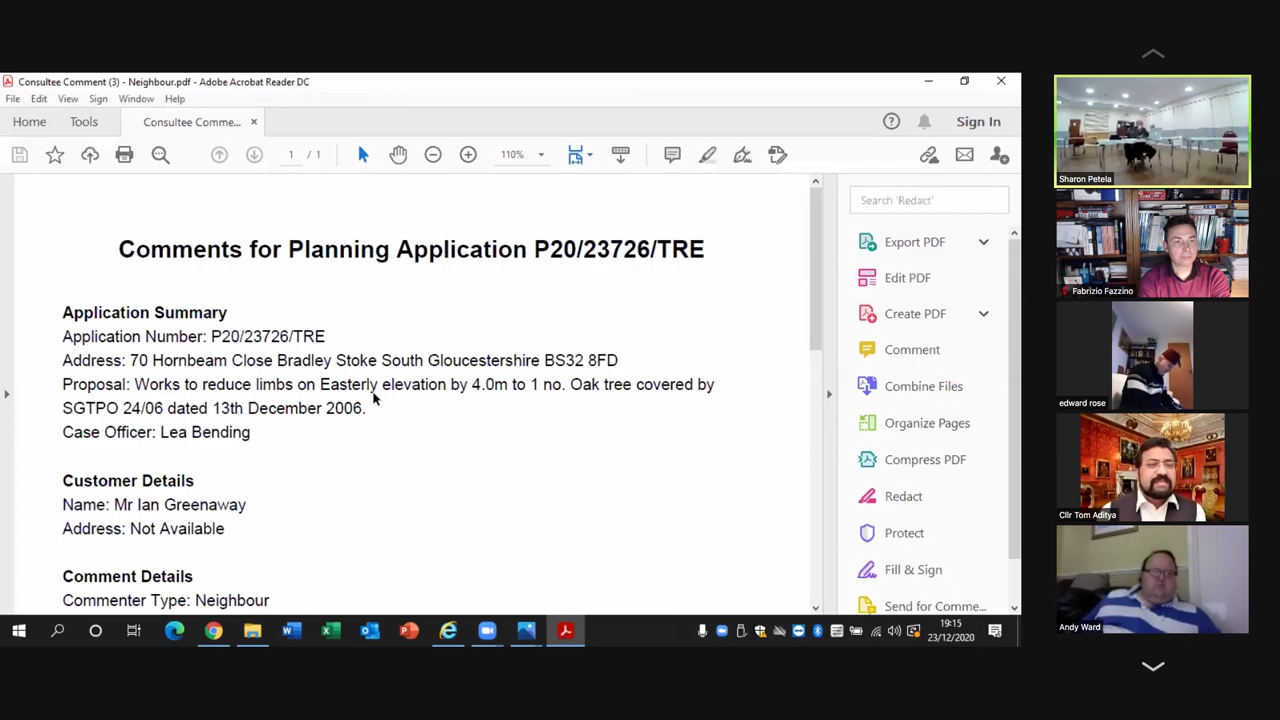 Consultee Comment (3) - Neighbour.pdf - Adobe Acrobat Reader DC
File Edit View Sign Window Help
Home Tools Consultee Comme... Sign In
1 / 1 110%
Comments for Planning Application P20/23726/TRE
Application Summary
Application Number: P20/23726/TRE
Address: 70 Hornbeam Close Bradley Stoke South Gloucestershire BS32 8FD
Proposal: Works to reduce limbs on Easterly elevation by 4.0m to 1 no. Oak tree covered by
SGTPO 24/06 dated 13th December 2006.
Case Officer: Lea Bending
Customer Details
Name: Mr Ian Greenaway
Address: Not Available
Comment Details
Commenter Type: Neighbour
Search 'Redact'
Export PDF
Edit PDF
Create PDF
Comment
Combine Files
Organize Pages
Compress PDF
Redact
Protect
Fill & Sign
Send for Comme...
19:15
23/12/2020
Sharon Petela
Fabrizio Fazzino
edward rose
Cllr Tom Aditya
Andy Ward